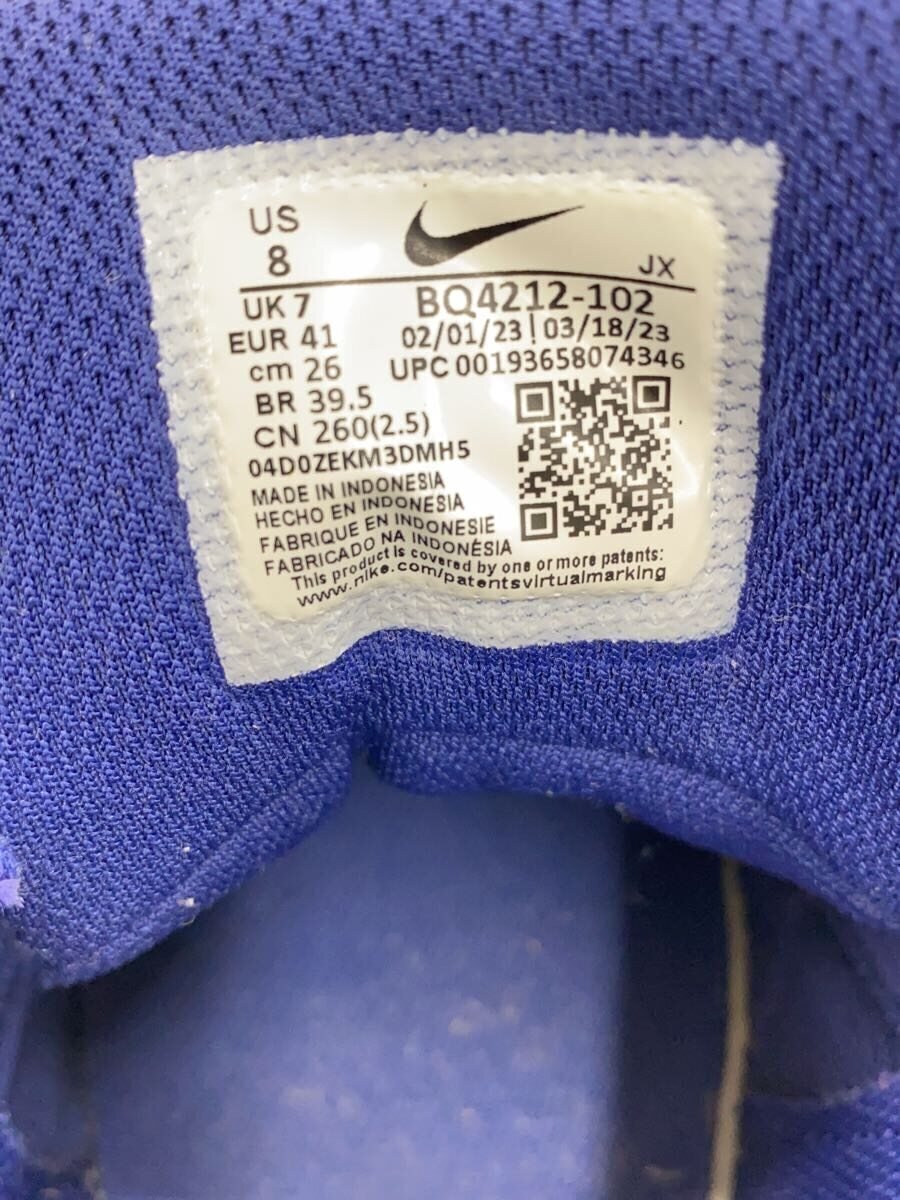 US
8
JX
UK 7
EUR 41
cm 26
BR 39.5
CN 260(2.5)
04D0ZEKM3DMH5
BQ4212-102
02/01/23 | 03/18/23
UPC 00193658074346
MADE IN INDONESIA
HECHO EN INDONESIA
FABRIQUE EN INDONESIE
FABRICADO NA INDONÉSIA
This product is covered by one or more patents:
www.nike.com/patentsvirtualmarking